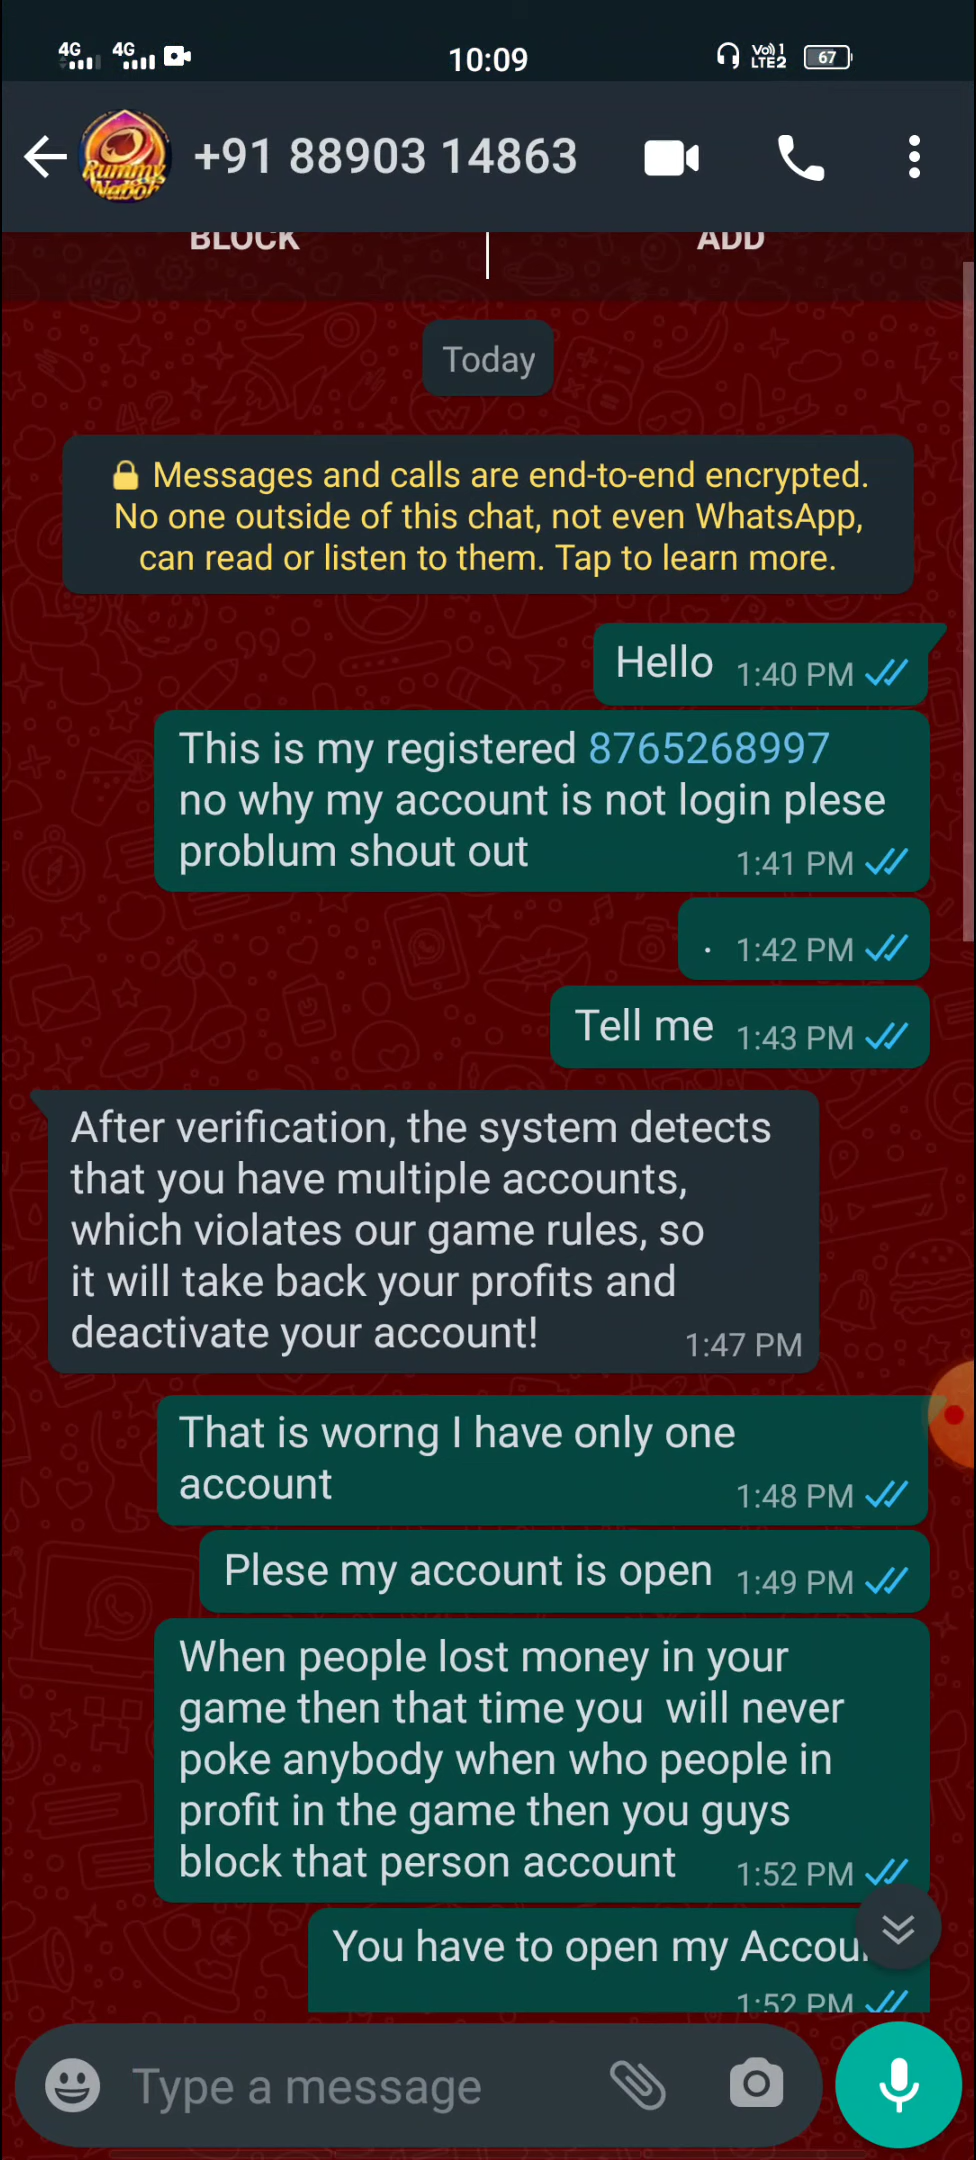 4G 4G 10:09 Vo) 1 LTE2 67
Rummy Nabob
+91 88903 14863
BLOCK ADD
Today
Messages and calls are end-to-end encrypted.
No one outside of this chat, not even WhatsApp,
can read or listen to them. Tap to learn more.
Hello 1:40 PM
This is my registered 8765268997
no why my account is not login plese
problum shout out 1:41 PM
. 1:42 PM
Tell me 1:43 PM
After verification, the system detects
that you have multiple accounts,
which violates our game rules, so
it will take back your profits and
deactivate your account! 1:47 PM
That is worng I have only one
account 1:48 PM
Plese my account is open 1:49 PM
When people lost money in your
game then that time you  will never
poke anybody when who people in
profit in the game then you guys
block that person account 1:52 PM
You have to open my Accou
1:52 PM
Type a message